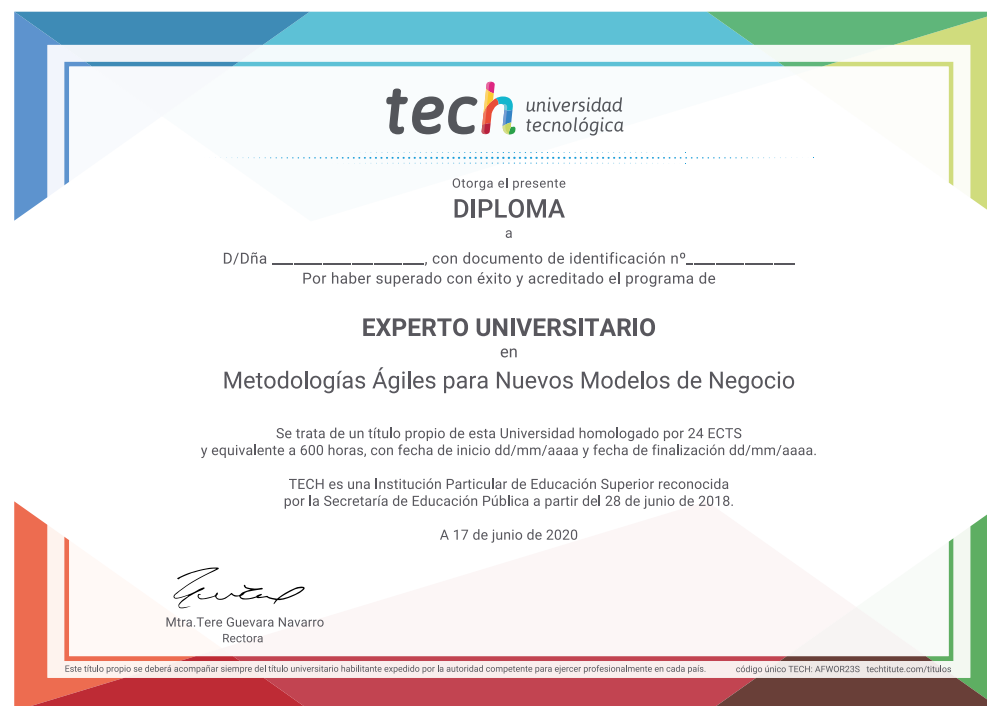 tech universidad
tecnológica
Otorga el presente
DIPLOMA
a
D/Dña ____________________, con documento de identificación nº______________
Por haber superado con éxito y acreditado el programa de
EXPERTO UNIVERSITARIO
en
Metodologías Ágiles para Nuevos Modelos de Negocio
Se trata de un título propio de esta Universidad homologado por 24 ECTS
y equivalente a 600 horas, con fecha de inicio dd/mm/aaaa y fecha de finalización dd/mm/aaaa.
TECH es una Institución Particular de Educación Superior reconocida
por la Secretaría de Educación Pública a partir del 28 de junio de 2018.
A 17 de junio de 2020
Mtra.Tere Guevara Navarro
Rectora
Este título propio se deberá acompañar siempre del título universitario habilitante expedido por la autoridad competente para ejercer profesionalmente en cada país. código único TECH: AFWOR23S techtitute.com/titulos